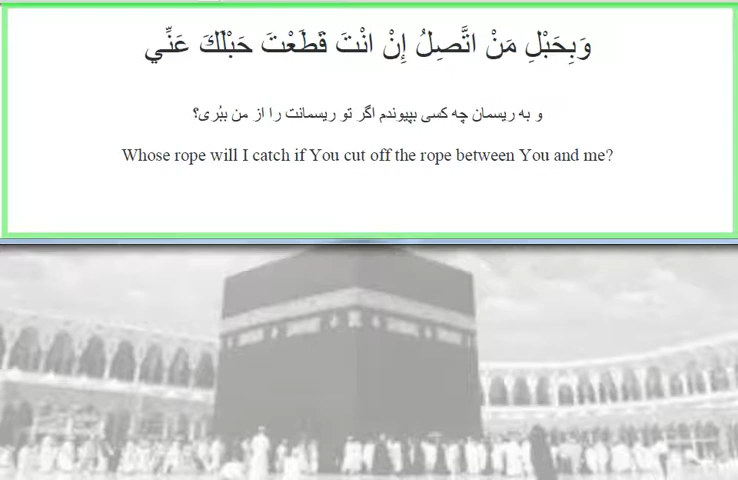 وَبِحَبْلِ مَنْ اتَّصِلُ إِنْ انْتَ قَطَعْتَ حَبْلَكَ عَنِّي
و به ریسمان چه کسی بپیوندم اگر تو ریسمانت را از من ببُری؟
Whose rope will I catch if You cut off the rope between You and me?